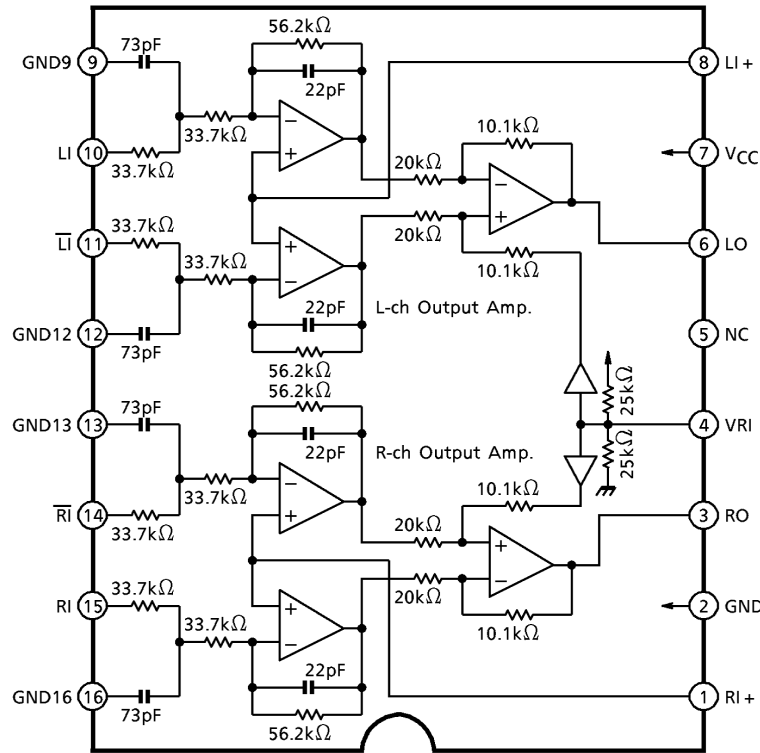 56.2kΩ
73pF
GND9
9
22pF
8
LI+
33.7kΩ
10.1kΩ
LI
10
20kΩ
7
VCC
33.7kΩ
33.7kΩ
L̅I̅
11
33.7kΩ
20kΩ
10.1kΩ
6
LO
22pF
L-ch Output Amp.
GND12
12
5
NC
73pF
56.2kΩ
56.2kΩ
25kΩ
73pF
GND13
13
22pF
4
VRI
R-ch Output Amp.
25kΩ
33.7kΩ
10.1kΩ
R̅I̅
14
20kΩ
3
RO
33.7kΩ
33.7kΩ
RI
15
33.7kΩ
20kΩ
2
GND
10.1kΩ
22pF
GND16
16
1
RI+
73pF
56.2kΩ